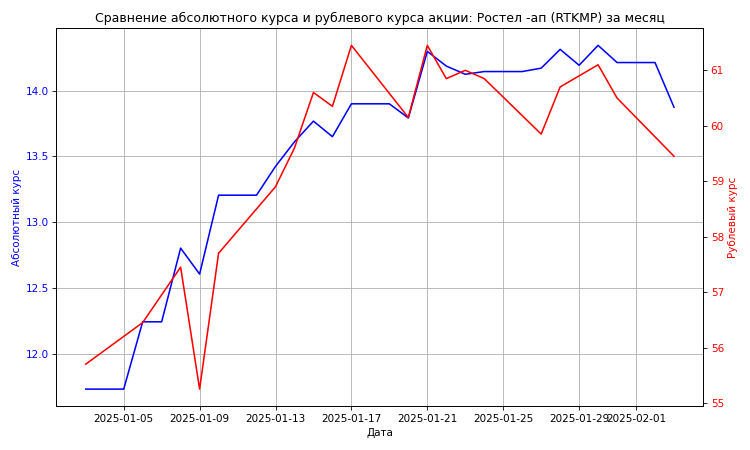 Сравнение абсолютного курса и рублевого курса акции: Ростел -ап (RTKMP) за месяц
14.0
13.5
13.0
12.5
12.0
Абсолютный курс
61
60
59
58
57
56
55
Рублевый курс
2025-01-05 2025-01-09 2025-01-13 2025-01-17 2025-01-21 2025-01-25 2025-01-29 2025-02-01
Дата